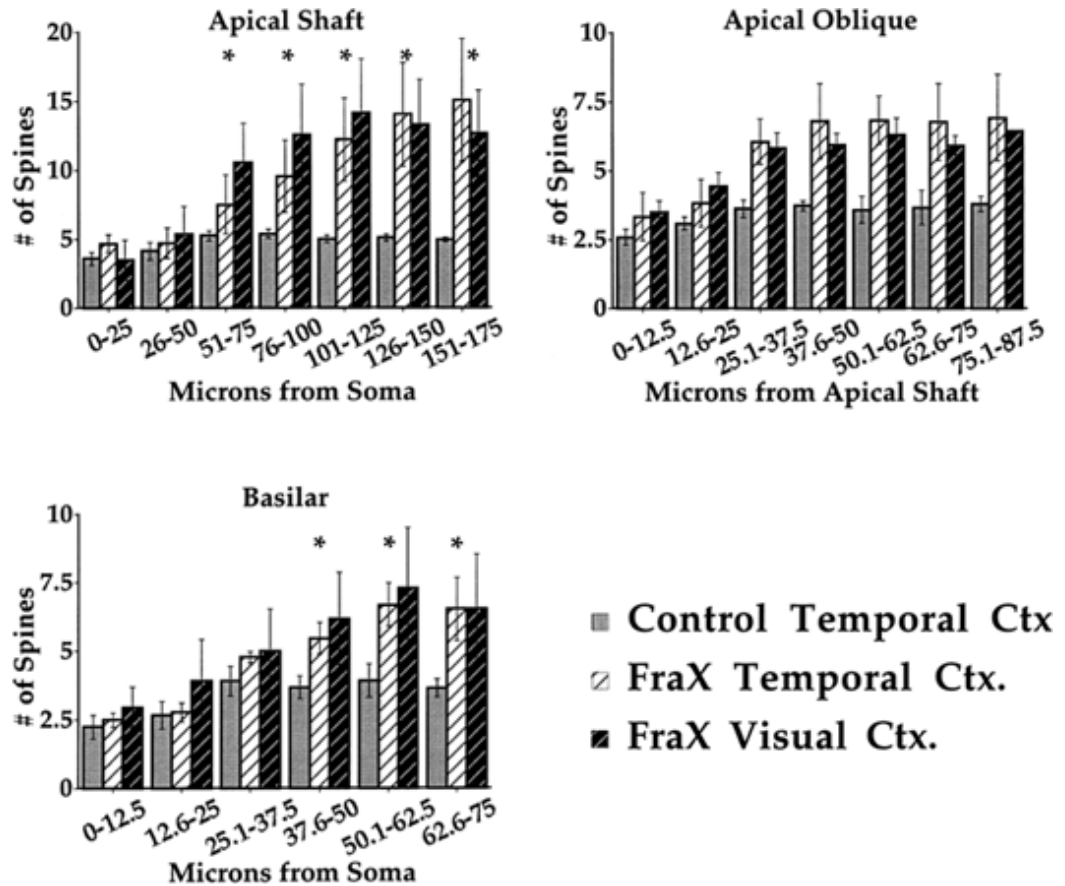 Apical Shaft
20
15
10
5
0
# of Spines
* * * * *
0-25 26-50 51-75 76-100 101-125 126-150 151-175
Microns from Soma
Apical Oblique
10
7.5
5
2.5
0
# of Spines
0-12.5 12.6-25 25.1-37.5 37.6-50 50.1-62.5 62.6-75 75.1-87.5
Microns from Apical Shaft
Basilar
10
7.5
5
2.5
0
# of Spines
* * *
0-12.5 12.6-25 25.1-37.5 37.6-50 50.1-62.5 62.6-75
Microns from Soma
Control Temporal Ctx
FraX Temporal Ctx.
FraX Visual Ctx.